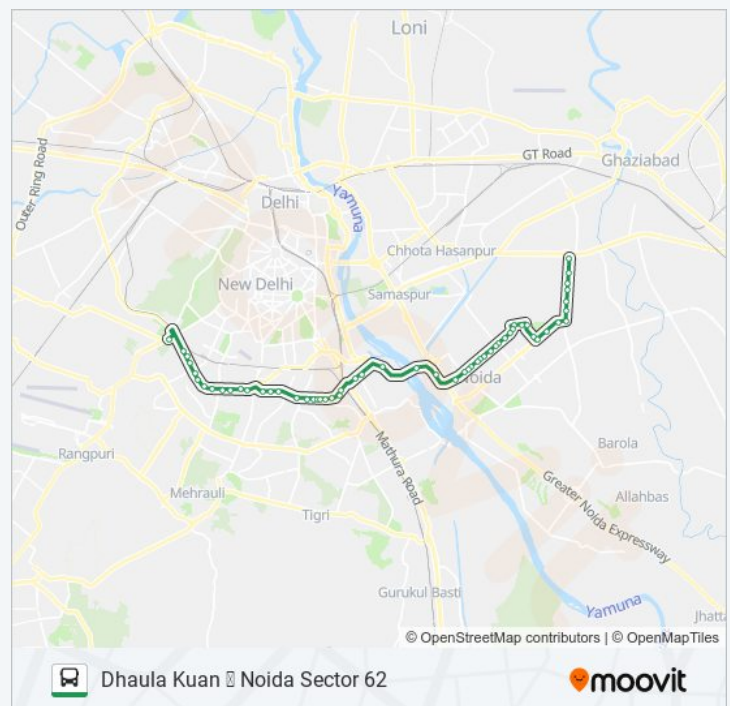 Loni
Outer Ring Road
GT Road
Ghaziabad
Yamuna
Delhi
Chhota Hasanpur
New Delhi
Samaspur
Noida
Rangpuri
Mathura Road
Barola
Mehrauli
Allahbas
Tigri
Greater Noida Expressway
Gurukul Basti
Yamuna
Jhatta
© OpenStreetMap contributors | © OpenMapTiles
Dhaula Kuan Noida Sector 62
moovit